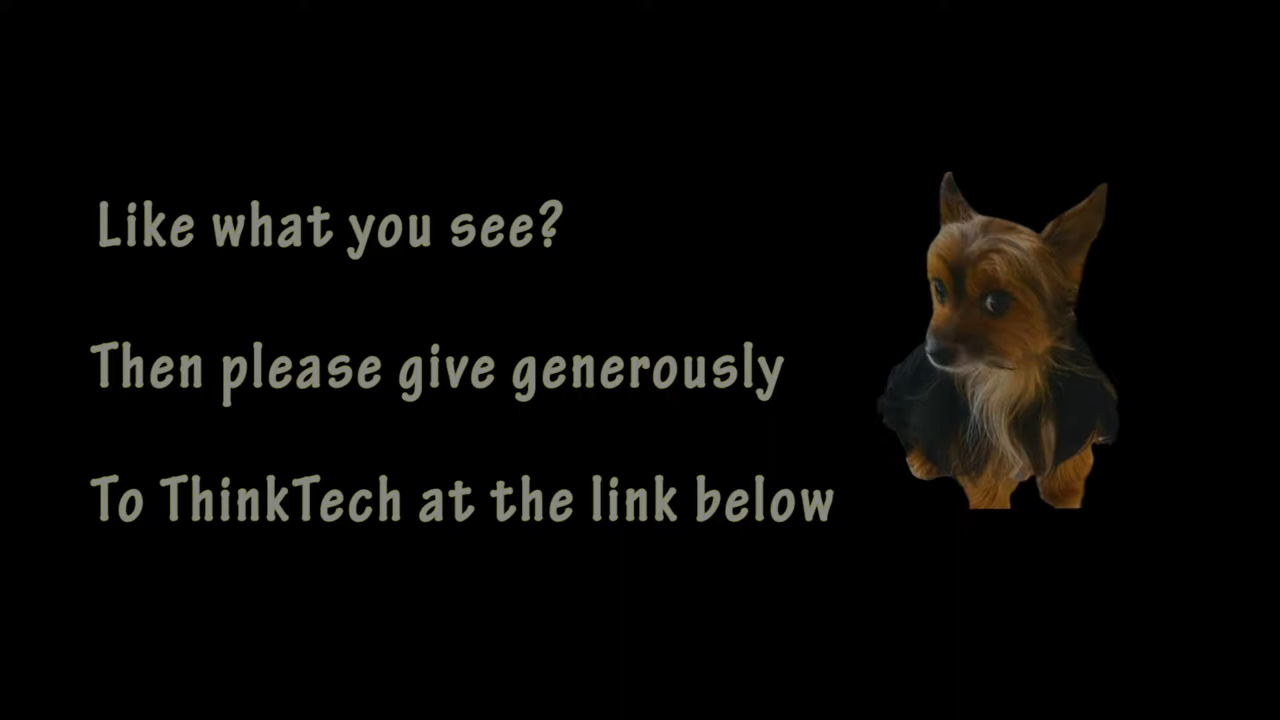 Like what you see?
Then please give generously
To ThinkTech at the link below